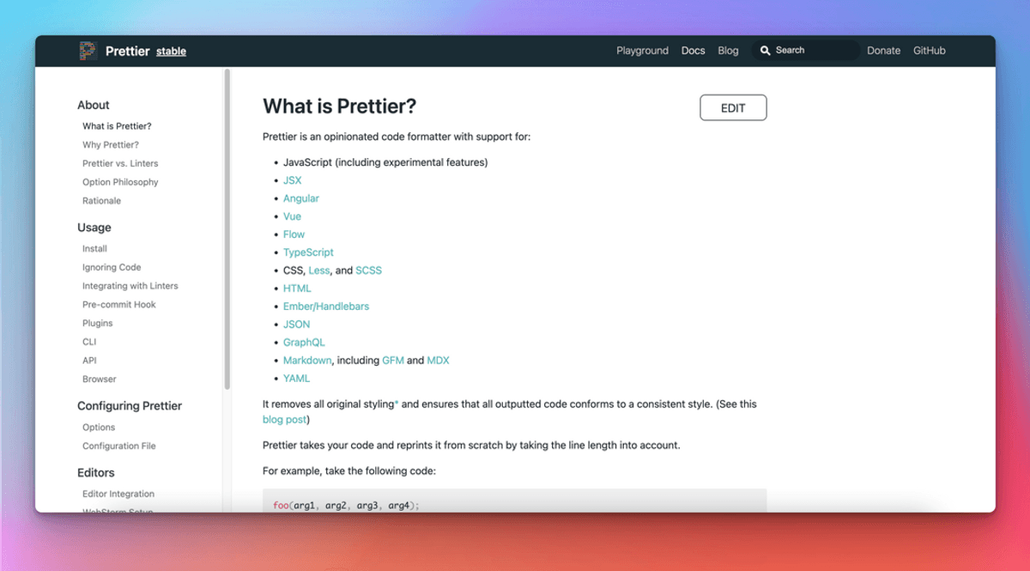 Prettier stable
Playground Docs Blog Search Donate GitHub
About
What is Prettier?
Why Prettier?
Prettier vs. Linters
Option Philosophy
Rationale
Usage
Install
Ignoring Code
Integrating with Linters
Pre-commit Hook
Plugins
CLI
API
Browser
Configuring Prettier
Options
Configuration File
Editors
Editor Integration
WebStorm Setup
What is Prettier?
EDIT
Prettier is an opinionated code formatter with support for:
• JavaScript (including experimental features)
• JSX
• Angular
• Vue
• Flow
• TypeScript
• CSS, Less, and SCSS
• HTML
• Ember/Handlebars
• JSON
• GraphQL
• Markdown, including GFM and MDX
• YAML
It removes all original styling* and ensures that all outputted code conforms to a consistent style. (See this
blog post)
Prettier takes your code and reprints it from scratch by taking the line length into account.
For example, take the following code:
foo(arg1, arg2, arg3, arg4);